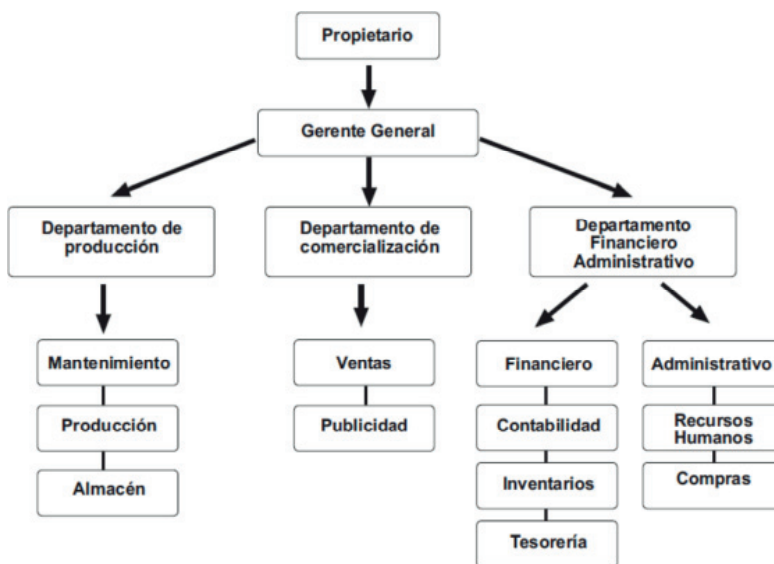 Propietario
Gerente General
Departamento de
producción
Departamento de
comercialización
Departamento
Financiero
Administrativo
Mantenimiento
Producción
Almacén
Ventas
Publicidad
Financiero
Contabilidad
Inventarios
Tesorería
Administrativo
Recursos
Humanos
Compras